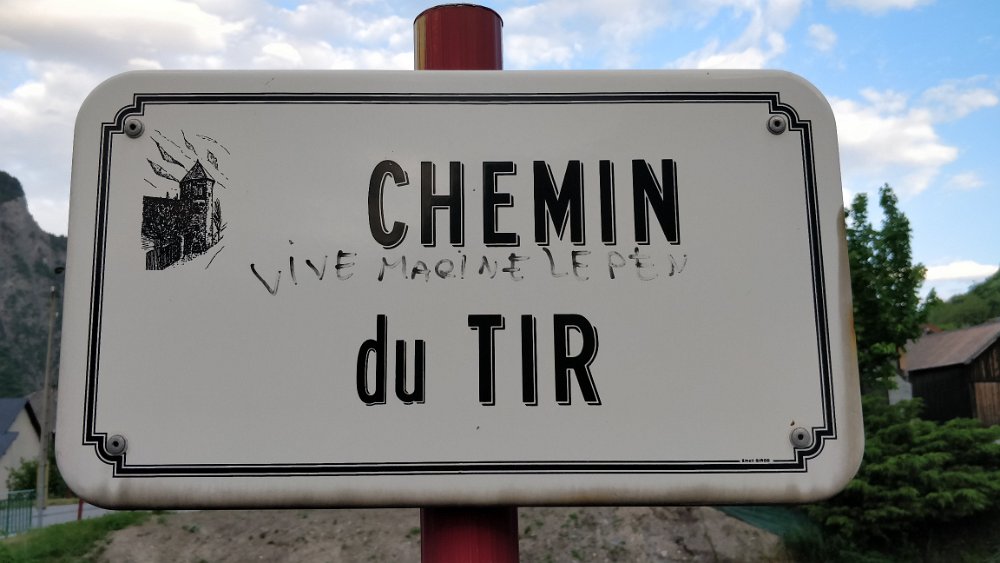 CHEMIN
VIVE MARINE LE PEN
du TIR